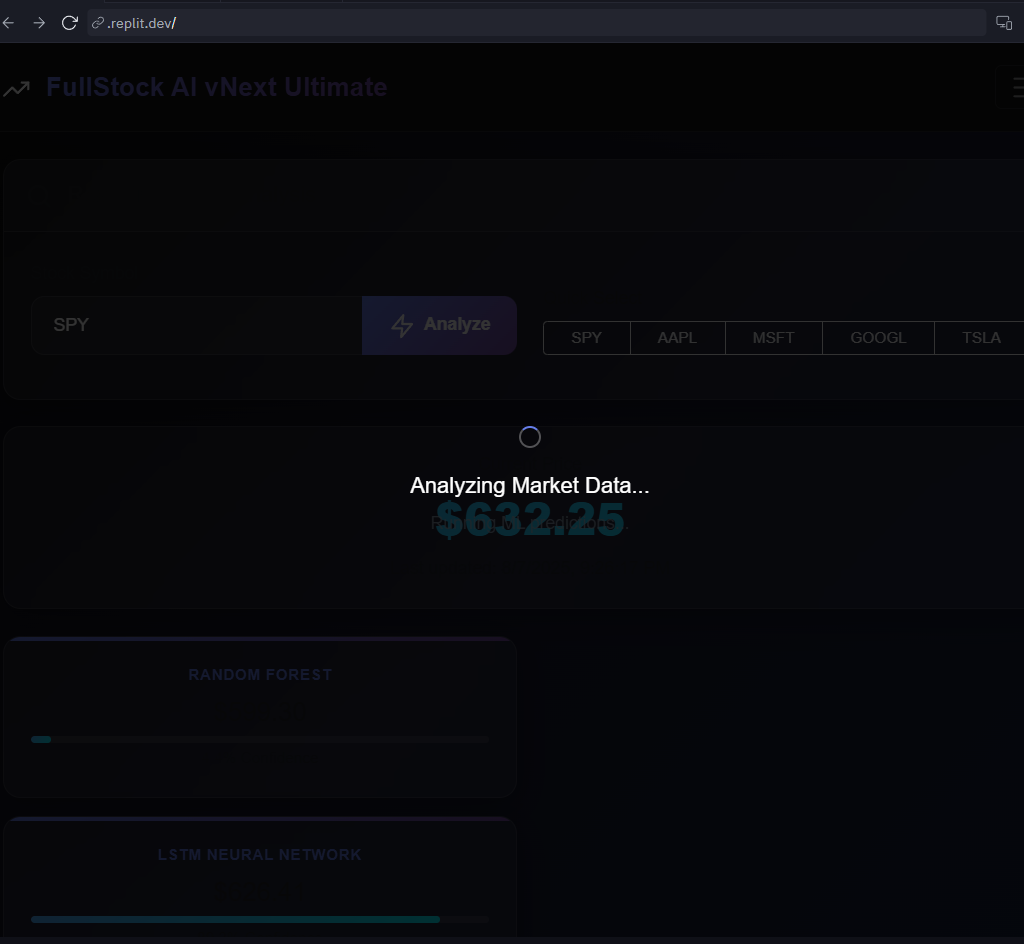 .replit.dev/
FullStock AI vNext Ultimate
SPY
Analyze
SPY AAPL MSFT GOOGL TSLA
Analyzing Market Data...
$632.25
RANDOM FOREST
LSTM NEURAL NETWORK